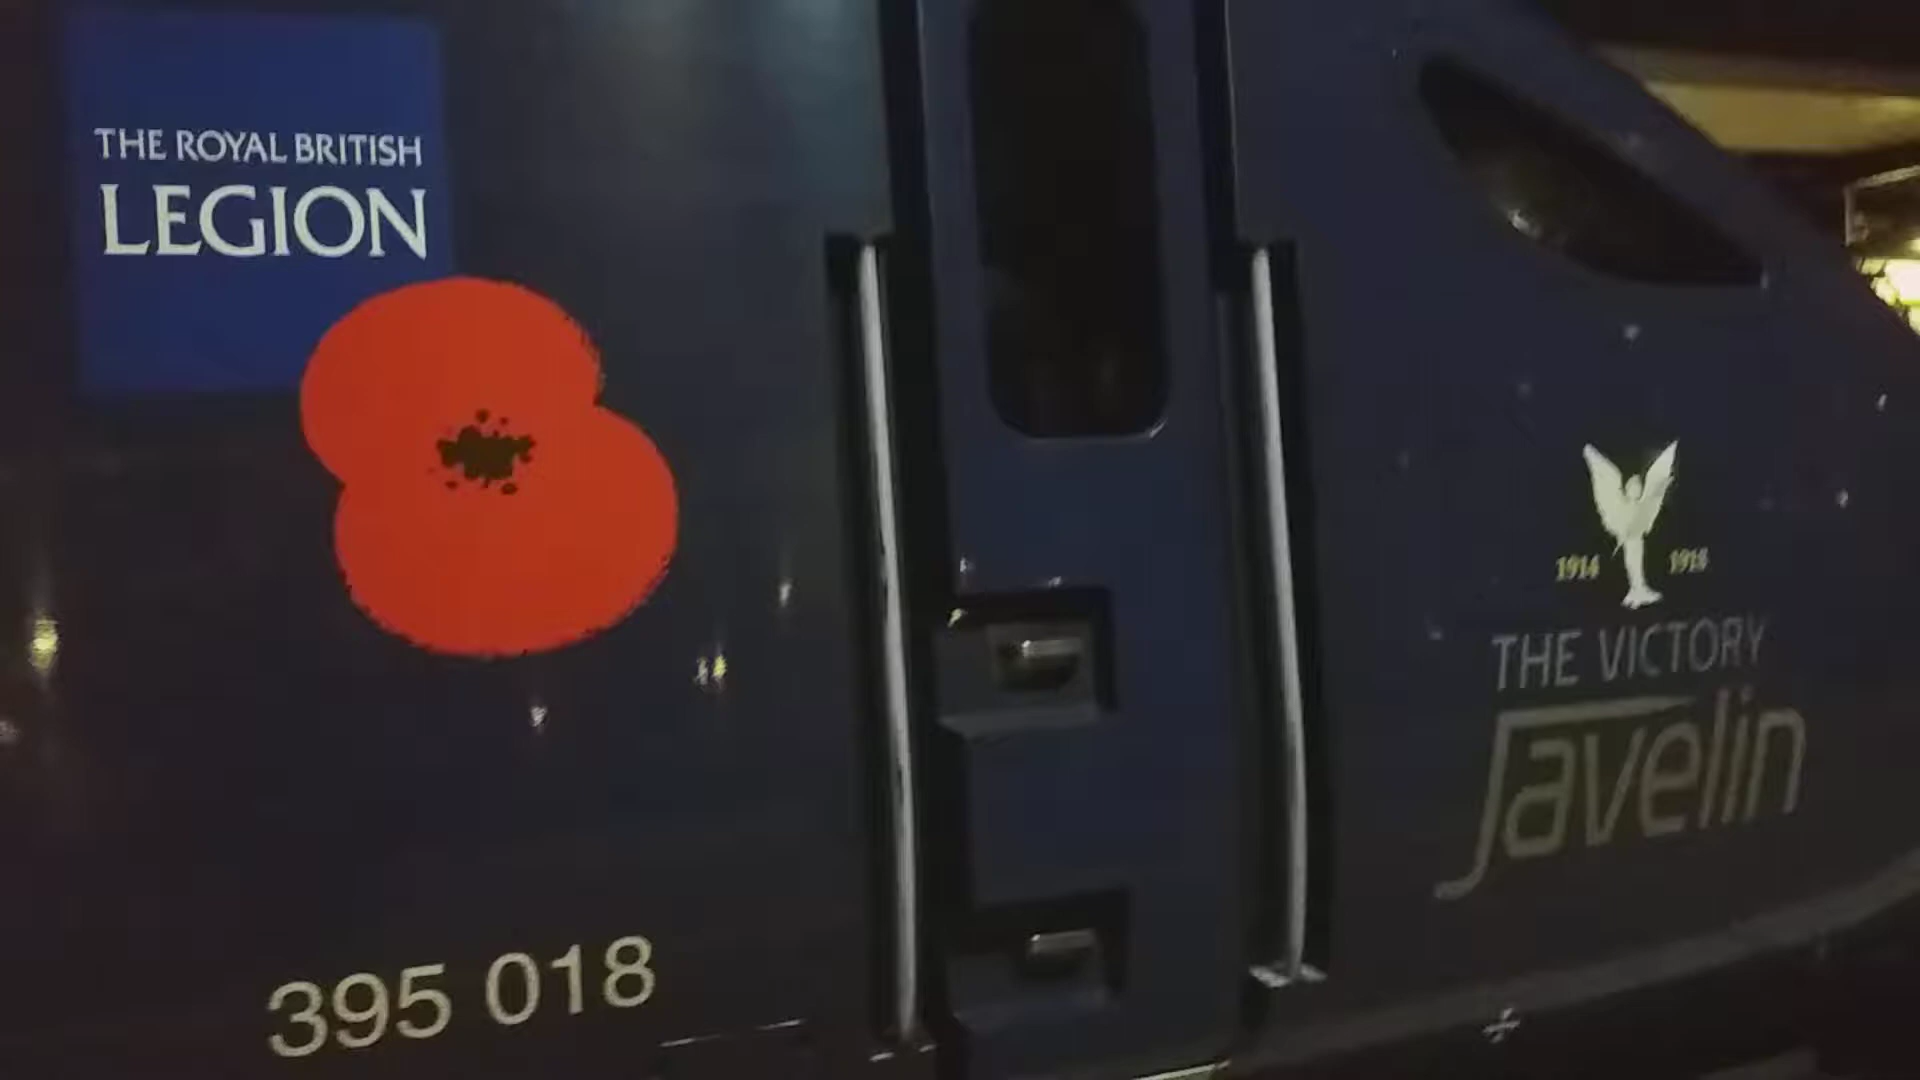 THE ROYAL BRITISH
LEGION
395 018
1914 1918
THE VICTORY
Javelin